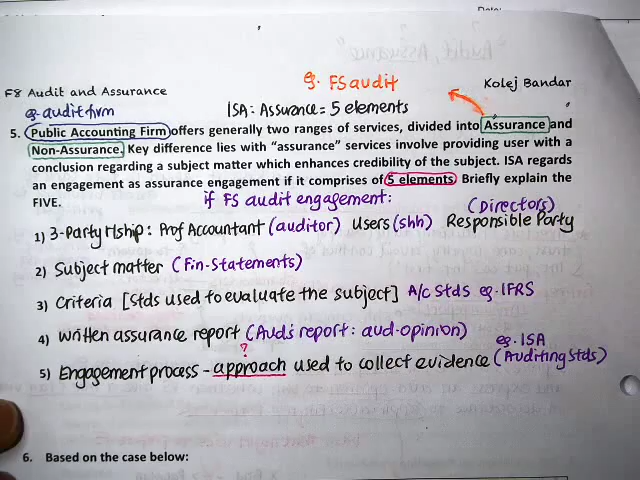 eg. FS audit
F8 Audit and Assurance
Kolej Bandar
eg audit firm
ISA: Assurance = 5 elements
5. Public Accounting Firm offers generally two ranges of services, divided into Assurance and
Non-Assurance. Key difference lies with "assurance" services involve providing user with a
conclusion regarding a subject matter which enhances credibility of the subject. ISA regards
an engagement as assurance engagement if it comprises of 5 elements. Briefly explain the
FIVE.
if FS audit engagement:
(Directors)
1) 3-Party r/ship: Prof Accountant (auditor) Users (shh) Responsible Party
2) Subject matter (Fin-Statements)
3) Criteria [Stds used to evaluate the subject] A/c Stds eg. IFRS
4) Written assurance report (Aud's report: aud-opinion)
eg. ISA
?
5) Engagement process - approach used to collect evidence (Auditing Stds)
6. Based on the case below: